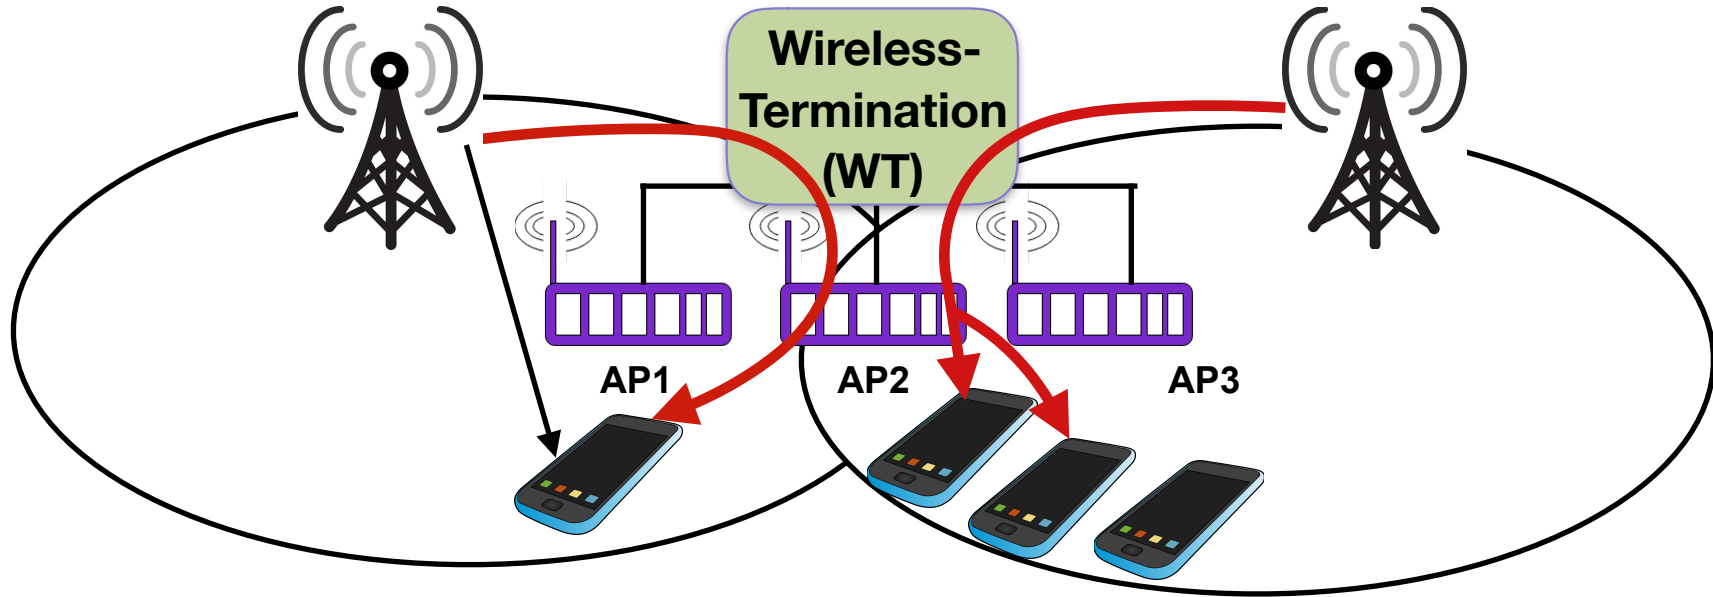 Wireless-
Termination
(WT)
AP1
AP2
AP3